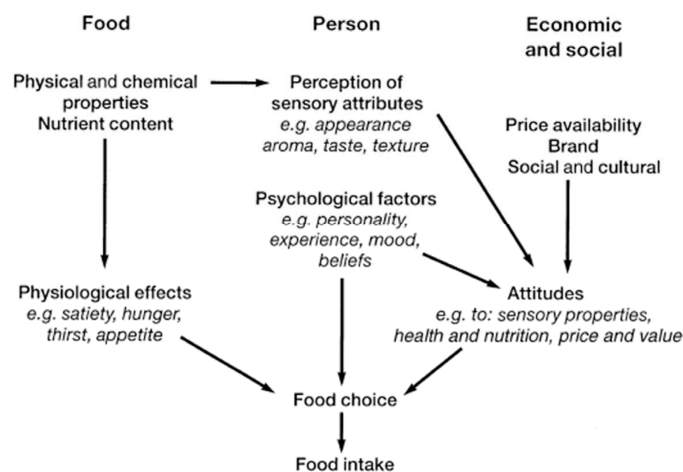 Food
Person
Economic
and social
Physical and chemical
properties
Nutrient content
Perception of
sensory attributes
e.g. appearance
aroma, taste, texture
Price availability
Brand
Social and cultural
Psychological factors
e.g. personality,
experience, mood,
beliefs
Physiological effects
e.g. satiety, hunger,
thirst, appetite
Attitudes
e.g. to: sensory properties,
health and nutrition, price and value
Food choice
Food intake